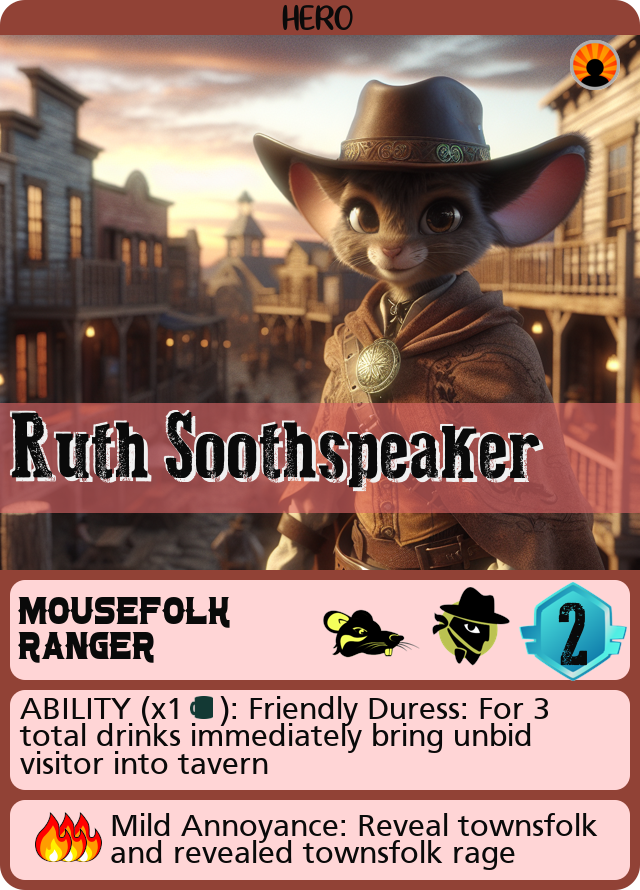 HERO
Ruth Soothspeaker
MOUSEFOLK
RANGER
2
ABILITY (x1 ): Friendly Duress: For 3
total drinks immediately bring unbid
visitor into tavern
Mild Annoyance: Reveal townsfolk
and revealed townsfolk rage